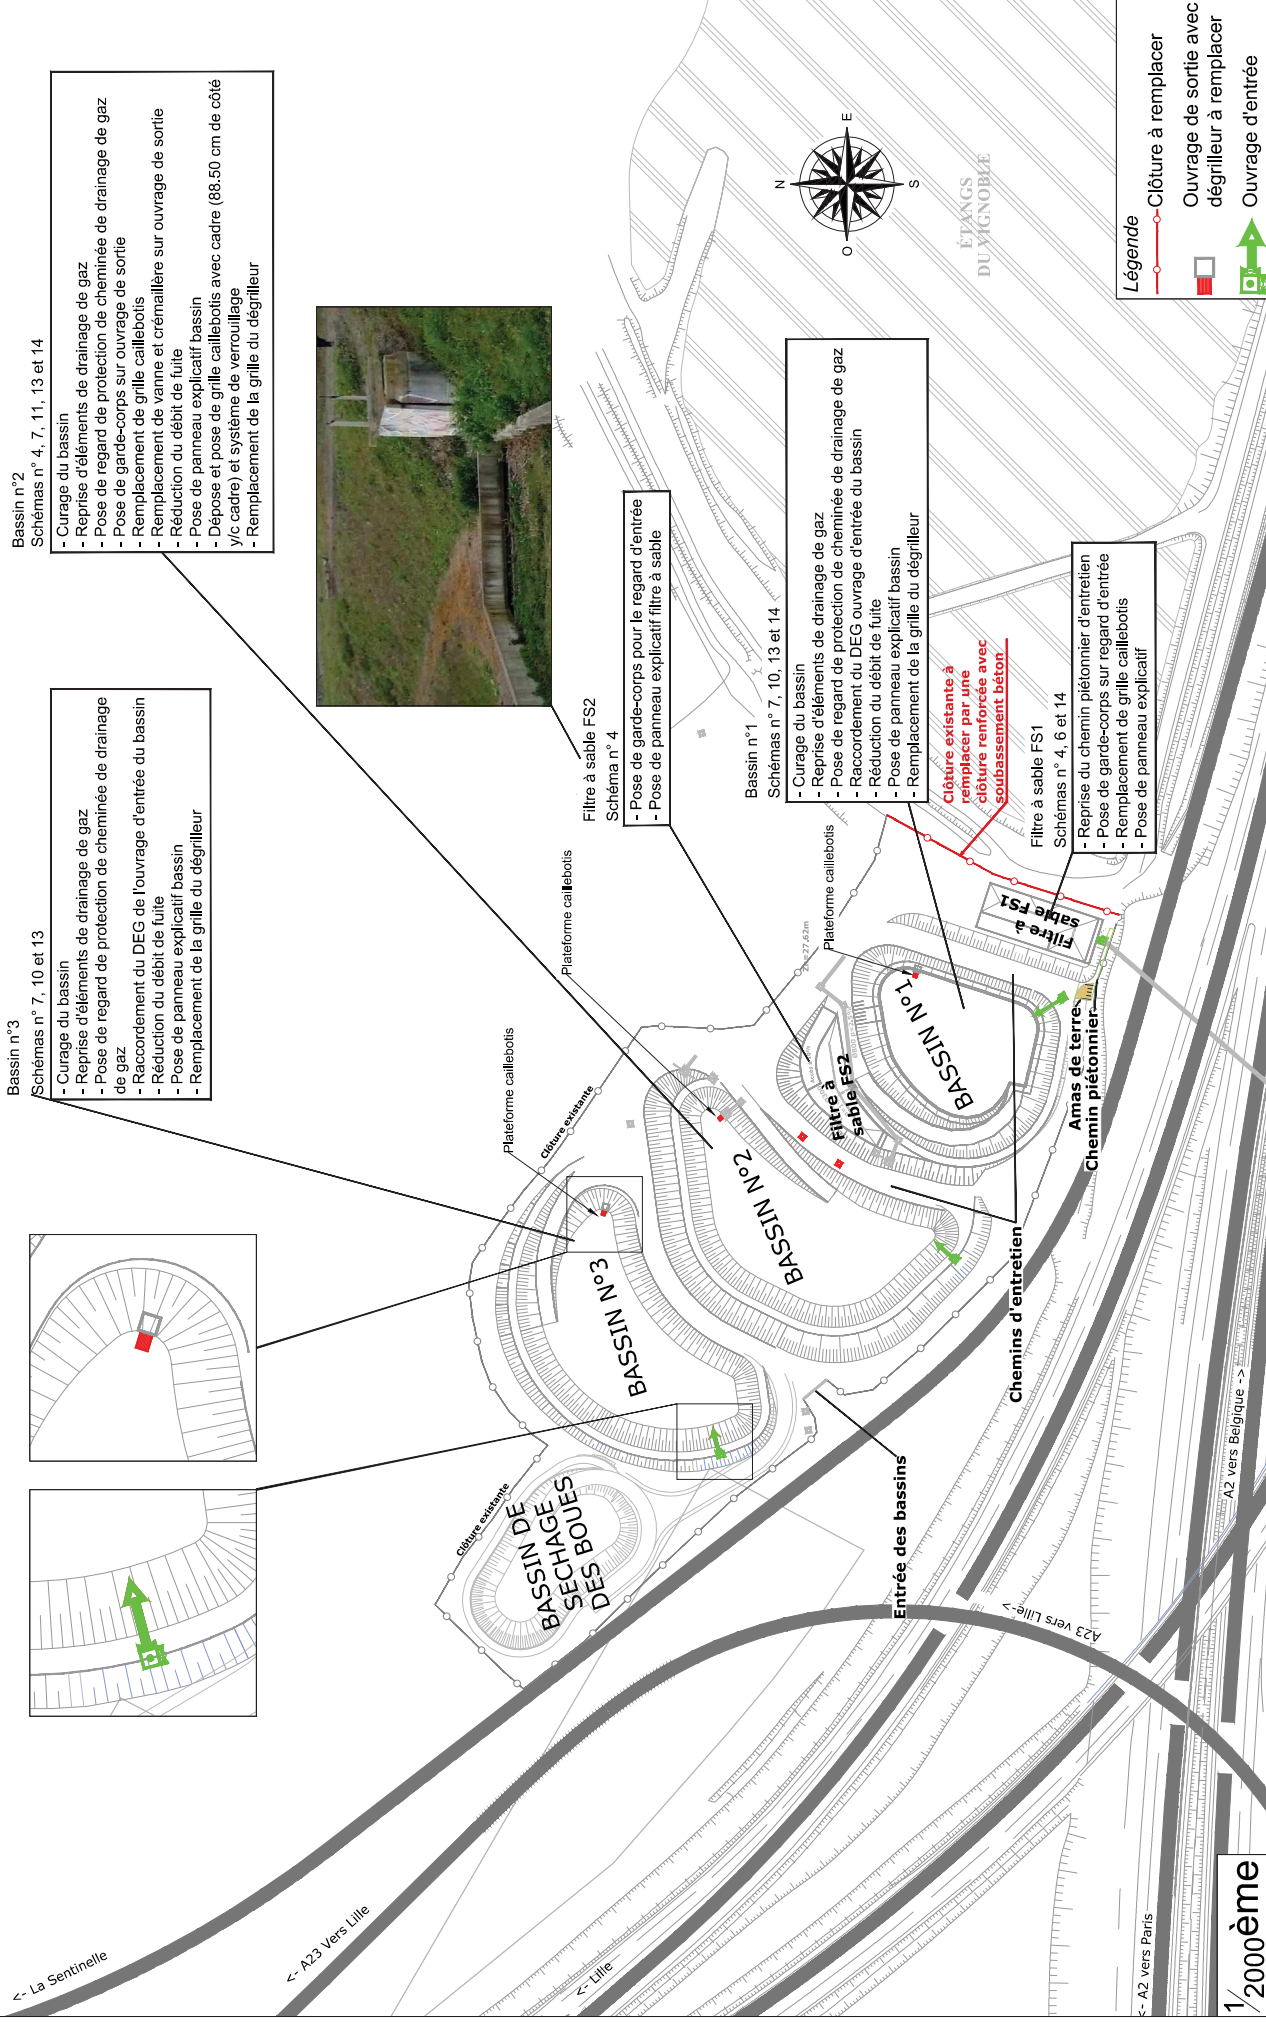 Bassin n°3
Schémas n° 7, 10 et 13
- Curage du bassin
- Reprise d'éléments de drainage de gaz
- Pose de regard de protection de cheminée de drainage
de gaz
- Raccordement du DEG de l'ouvrage d'entrée du bassin
- Réduction du débit de fuite
- Pose de panneau explicatif bassin
- Remplacement de la grille du dégrilleur
Bassin n°2
Schémas n° 4, 7, 11, 13 et 14
- Curage du bassin
- Reprise d'éléments de drainage de gaz
- Pose de regard de protection de cheminée de drainage de gaz
- Pose de garde-corps sur ouvrage de sortie
- Remplacement de grille caillebotis
- Remplacement de vanne et crémaillère sur ouvrage de sortie
- Réduction du débit de fuite
- Pose de panneau explicatif bassin
- Dépose et pose de grille caillebotis avec cadre (88.50 cm de côté
y/c cadre) et système de verrouillage
- Remplacement de la grille du dégrilleur
Filtre à sable FS2
Schéma n° 4
- Pose de garde-corps pour le regard d'entrée
- Pose de panneau explicatif filtre à sable
Bassin n°1
Schémas n° 7, 10, 13 et 14
- Curage du bassin
- Reprise d'éléments de drainage de gaz
- Pose de regard de protection de cheminée de drainage de gaz
- Raccordement du DEG ouvrage d'entrée du bassin
- Réduction du débit de fuite
- Pose de panneau explicatif bassin
- Remplacement de la grille du dégrilleur
Clôture existante à
remplacer par une
clôture renforcée avec
soubassement béton
Filtre à sable FS1
Schémas n° 4, 6 et 14
- Reprise du chemin piétonnier d'entretien
- Pose de garde-corps sur regard d'entrée
- Remplacement de grille caillebotis
- Pose de panneau explicatif
Plateforme caillebotis
Plateforme caillebotis
Plateforme caillebotis
Clôture existante
Clôture existante
BASSIN N°3
BASSIN N°2
BASSIN N°1
BASSIN DE
SECHAGE
DES BOUES
Filtre à
sable FS2
Filtre à
sable FS1
Amas de terre
Chemin piétonnier
Chemins d'entretien
Entrée des bassins
<- La Sentinelle
<- A23 Vers Lille
<- Lille
A23 vers Lille->
<- A2 vers Paris
A2 vers Belgique ->
ÉTANGS
DU VIGNOBLE
N
E
S
O
Légende
Clôture à remplacer
Ouvrage de sortie avec
dégrilleur à remplacer
Ouvrage d'entrée
1/2000ème